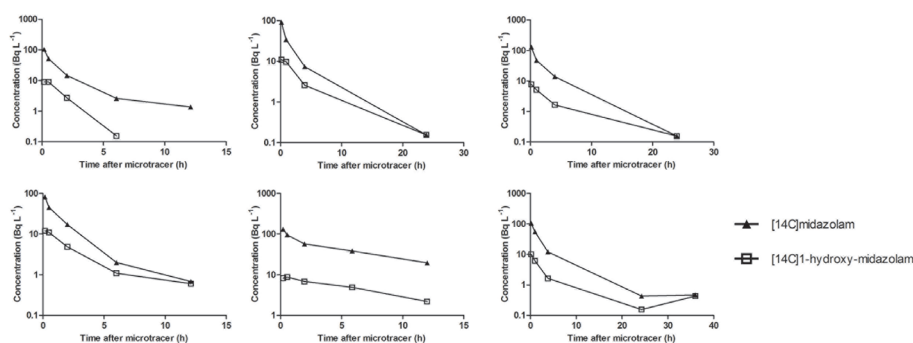 1000
100
10
1
0.1
Concentration (Bq L⁻¹)
0 5 10 15
Time after microtracer (h)
100
10
1
0.1
Concentration (Bq L⁻¹)
0 10 20 30
Time after microtracer (h)
1000
100
10
1
0.1
Concentration (Bq L⁻¹)
0 10 20 30
Time after microtracer (h)
100
10
1
0.1
Concentration (Bq L⁻¹)
0 5 10 15
Time after microtracer (h)
1000
100
10
1
Concentration (Bq L⁻¹)
0 5 10 15
Time after microtracer (h)
1000
100
10
1
0.1
Concentration (Bq L⁻¹)
0 10 20 30 40
Time after microtracer (h)
[14C]midazolam
[14C]1-hydroxy-midazolam